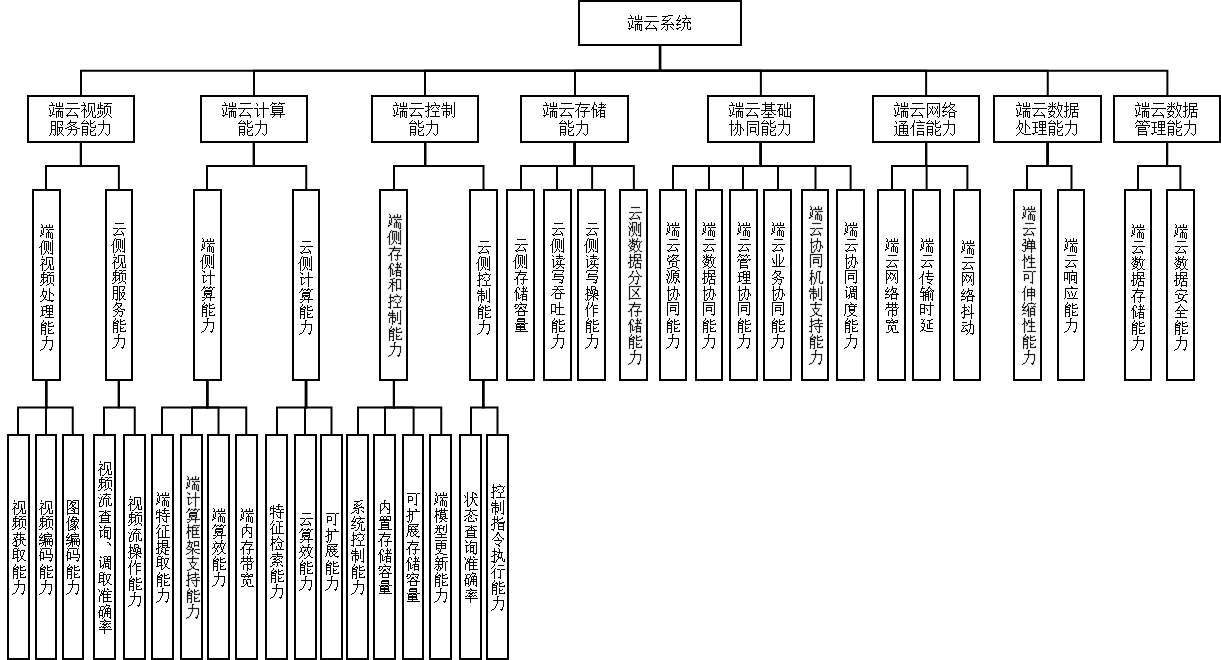 端云系统
端云视频
服务能力
端云计算
能力
端云控制
能力
端云存储
能力
端云基础
协同能力
端云网络
通信能力
端云数据
处理能力
端云数据
管理能力
端侧视频处理能力
云侧视频服务能力
端侧计算能力
云侧计算能力
端侧存储和控制能力
云侧控制能力
云侧存储容量
云侧读写吞吐能力
云侧读写操作能力
云测数据分区存储能力
端云资源协同能力
端云数据协同能力
端云管理协同能力
端云业务协同能力
端云协同机制支持能力
端云协同调度能力
端云网络带宽
端云传输时延
端云网络抖动
端云弹性可伸缩性能力
端云响应能力
端云数据存储能力
端云数据安全能力
视频获取能力
视频编码能力
图像编码能力
视频流查询、调取准确率
视频流操作能力
端特征提取能力
端计算框架支持能力
端算效能力
端内存带宽
特征检索能力
云算效能力
可扩展能力
系统控制能力
内置存储容量
可扩展存储容量
端模型更新能力
状态查询准确率
控制指令执行能力